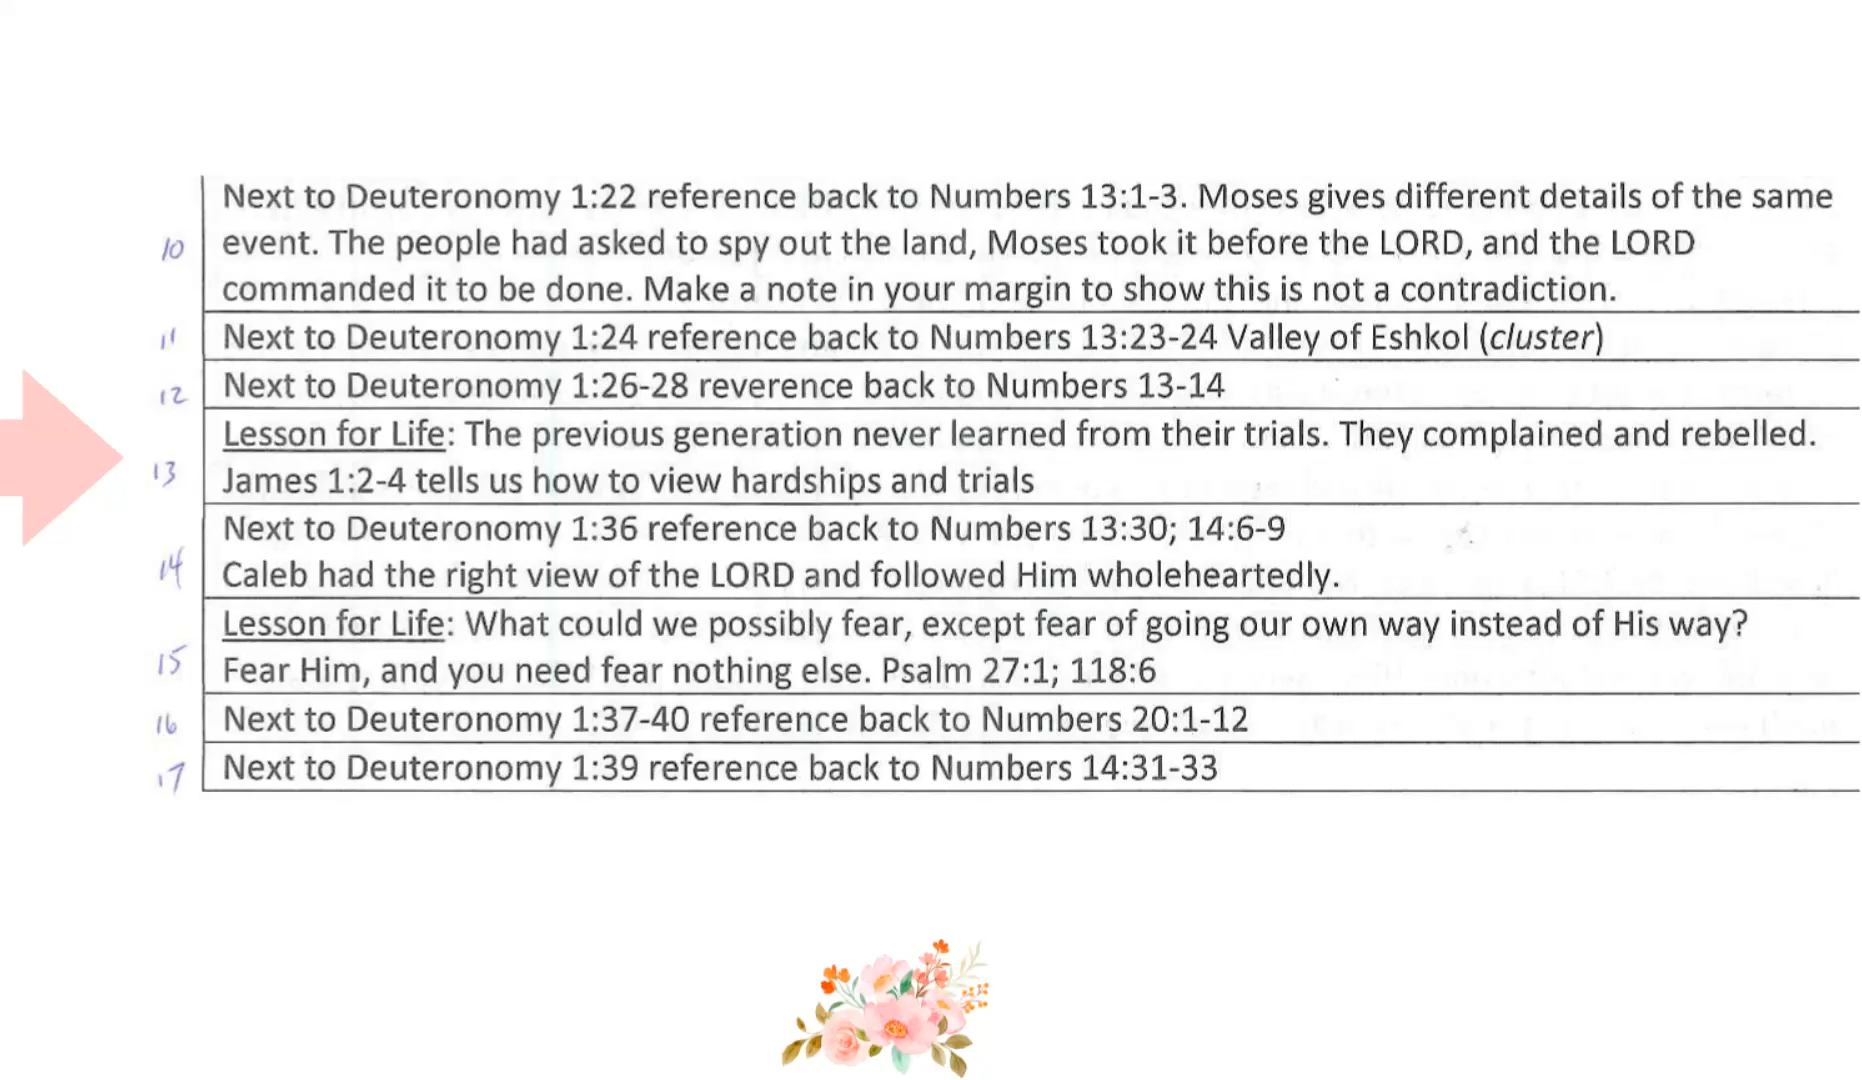 Next to Deuteronomy 1:22 reference back to Numbers 13:1-3. Moses gives different details of the same
10 event. The people had asked to spy out the land, Moses took it before the LORD, and the LORD
commanded it to be done. Make a note in your margin to show this is not a contradiction.
11 Next to Deuteronomy 1:24 reference back to Numbers 13:23-24 Valley of Eshkol (cluster)
12 Next to Deuteronomy 1:26-28 reverence back to Numbers 13-14
Lesson for Life: The previous generation never learned from their trials. They complained and rebelled.
13 James 1:2-4 tells us how to view hardships and trials
Next to Deuteronomy 1:36 reference back to Numbers 13:30; 14:6-9
14 Caleb had the right view of the LORD and followed Him wholeheartedly.
Lesson for Life: What could we possibly fear, except fear of going our own way instead of His way?
15 Fear Him, and you need fear nothing else. Psalm 27:1; 118:6
16 Next to Deuteronomy 1:37-40 reference back to Numbers 20:1-12
17 Next to Deuteronomy 1:39 reference back to Numbers 14:31-33